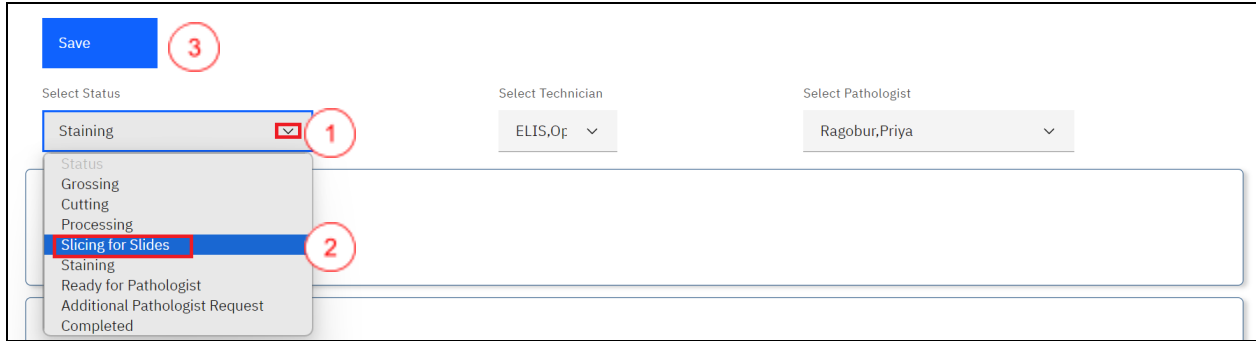 Save
3
Select Status
Select Technician
Select Pathologist
Staining
1
ELIS,Op
Ragobur,Priya
Status
Grossing
Cutting
Processing
Slicing for Slides
2
Staining
Ready for Pathologist
Additional Pathologist Request
Completed